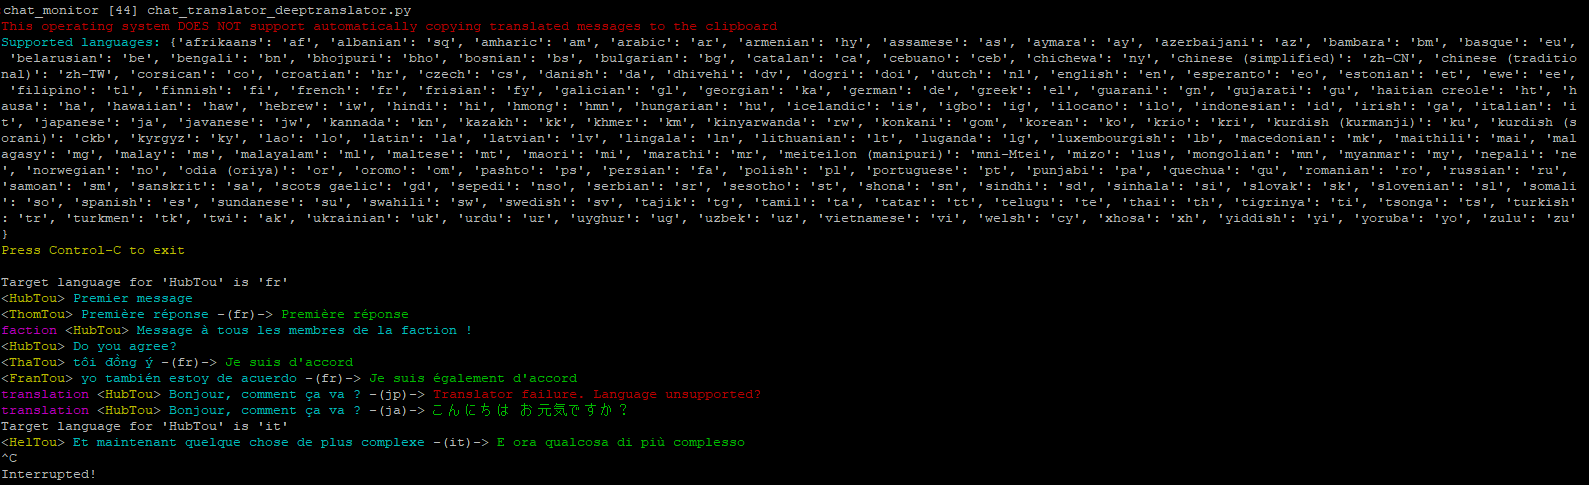 chat_monitor [44] chat_translator_deeptranslator.py
This operating system DOES NOT support automatically copying translated messages to the clipboard
Supported languages: {'afrikaans': 'af', 'albanian': 'sq', 'amharic': 'am', 'arabic': 'ar', 'armenian': 'hy', 'assamese': 'as', 'aymara': 'ay', 'azerbaijani': 'az', 'bambara': 'bm', 'basque': 'eu',
'belarusian': 'be', 'bengali': 'bn', 'bhojpuri': 'bho', 'bosnian': 'bs', 'bulgarian': 'bg', 'catalan': 'ca', 'cebuano': 'ceb', 'chichewa': 'ny', 'chinese (simplified)': 'zh-CN', 'chinese (traditio
nal)': 'zh-TW', 'corsican': 'co', 'croatian': 'hr', 'czech': 'cs', 'danish': 'da', 'dhivehi': 'dv', 'dogri': 'doi', 'dutch': 'nl', 'english': 'en', 'esperanto': 'eo', 'estonian': 'et', 'ewe': 'ee',
'filipino': 'tl', 'finnish': 'fi', 'french': 'fr', 'frisian': 'fy', 'galician': 'gl', 'georgian': 'ka', 'german': 'de', 'greek': 'el', 'guarani': 'gn', 'gujarati': 'gu', 'haitian creole': 'ht', 'h
ausa': 'ha', 'hawaiian': 'haw', 'hebrew': 'iw', 'hindi': 'hi', 'hmong': 'hmn', 'hungarian': 'hu', 'icelandic': 'is', 'igbo': 'ig', 'ilocano': 'ilo', 'indonesian': 'id', 'irish': 'ga', 'italian': 'i
t', 'japanese': 'ja', 'javanese': 'jw', 'kannada': 'kn', 'kazakh': 'kk', 'khmer': 'km', 'kinyarwanda': 'rw', 'konkani': 'gom', 'korean': 'ko', 'krio': 'kri', 'kurdish (kurmanji)': 'ku', 'kurdish (s
orani)': 'ckb', 'kyrgyz': 'ky', 'lao': 'lo', 'latin': 'la', 'latvian': 'lv', 'lingala': 'ln', 'lithuanian': 'lt', 'luganda': 'lg', 'luxembourgish': 'lb', 'macedonian': 'mk', 'maithili': 'mai', 'mal
agasy': 'mg', 'malay': 'ms', 'malayalam': 'ml', 'maltese': 'mt', 'maori': 'mi', 'marathi': 'mr', 'meiteilon (manipuri)': 'mni-Mtei', 'mizo': 'lus', 'mongolian': 'mn', 'myanmar': 'my', 'nepali': 'ne
', 'norwegian': 'no', 'odia (oriya)': 'or', 'oromo': 'om', 'pashto': 'ps', 'persian': 'fa', 'polish': 'pl', 'portuguese': 'pt', 'punjabi': 'pa', 'quechua': 'qu', 'romanian': 'ro', 'russian': 'ru',
'samoan': 'sm', 'sanskrit': 'sa', 'scots gaelic': 'gd', 'sepedi': 'nso', 'serbian': 'sr', 'sesotho': 'st', 'shona': 'sn', 'sindhi': 'sd', 'sinhala': 'si', 'slovak': 'sk', 'slovenian': 'sl', 'somali
': 'so', 'spanish': 'es', 'sundanese': 'su', 'swahili': 'sw', 'swedish': 'sv', 'tajik': 'tg', 'tamil': 'ta', 'tatar': 'tt', 'telugu': 'te', 'thai': 'th', 'tigrinya': 'ti', 'tsonga': 'ts', 'turkish'
: 'tr', 'turkmen': 'tk', 'twi': 'ak', 'ukrainian': 'uk', 'urdu': 'ur', 'uyghur': 'ug', 'uzbek': 'uz', 'vietnamese': 'vi', 'welsh': 'cy', 'xhosa': 'xh', 'yiddish': 'yi', 'yoruba': 'yo', 'zulu': 'zu'
}
Press Control-C to exit
Target language for 'HubTou' is 'fr'
<HubTou> Premier message
<ThomTou> Première réponse -(fr)-> Première réponse
faction <HubTou> Message à tous les membres de la faction !
<HubTou> Do you agree?
<ThaTou> tôi đồng ý -(fr)-> Je suis d'accord
<FranTou> yo también estoy de acuerdo -(fr)-> Je suis également d'accord
translation <HubTou> Bonjour, comment ça va ? -(jp)-> Translator failure. Language unsupported?
translation <HubTou> Bonjour, comment ça va ? -(ja)-> こんにちは お元気ですか？
Target language for 'HubTou' is 'it'
<HelTou> Et maintenant quelque chose de plus complexe -(it)-> E ora qualcosa di più complesso
^C
Interrupted!